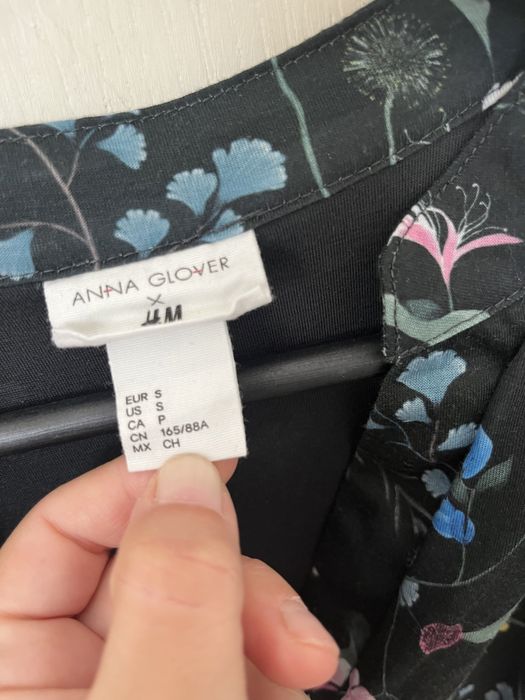 ANNA GLOVER
X
H&M
EUR S
US S
CA P
CN 165/88A
MX CH